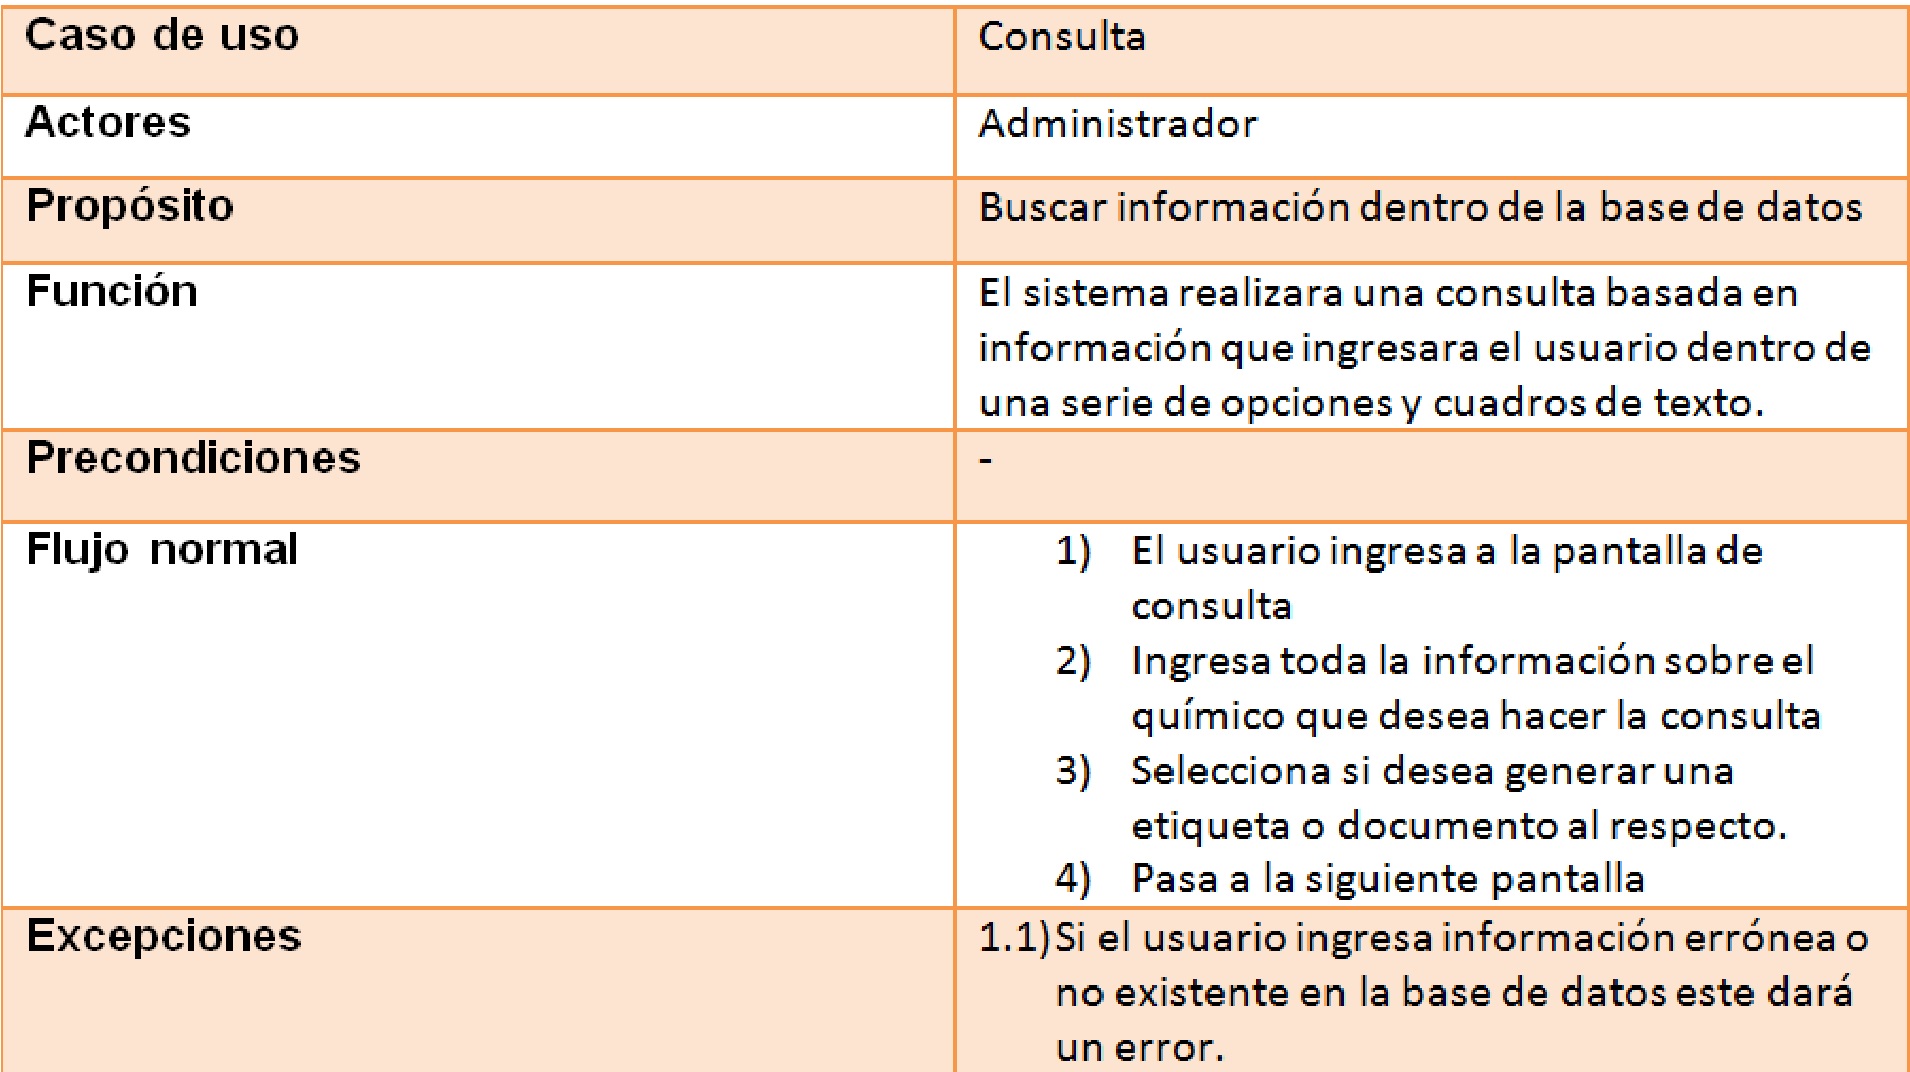 Caso de uso
Consulta
Actores
Administrador
Propósito
Buscar información dentro de la base de datos
Función
El sistema realizara una consulta basada en
información que ingresara el usuario dentro de
una serie de opciones y cuadros de texto.
Precondiciones
-
Flujo normal
1) El usuario ingresa a la pantalla de
consulta
2) Ingresa toda la información sobre el
químico que desea hacer la consulta
3) Selecciona si desea generar una
etiqueta o documento al respecto.
4) Pasa a la siguiente pantalla
Excepciones
1.1) Si el usuario ingresa información errónea o
no existente en la base de datos este dará
un error.